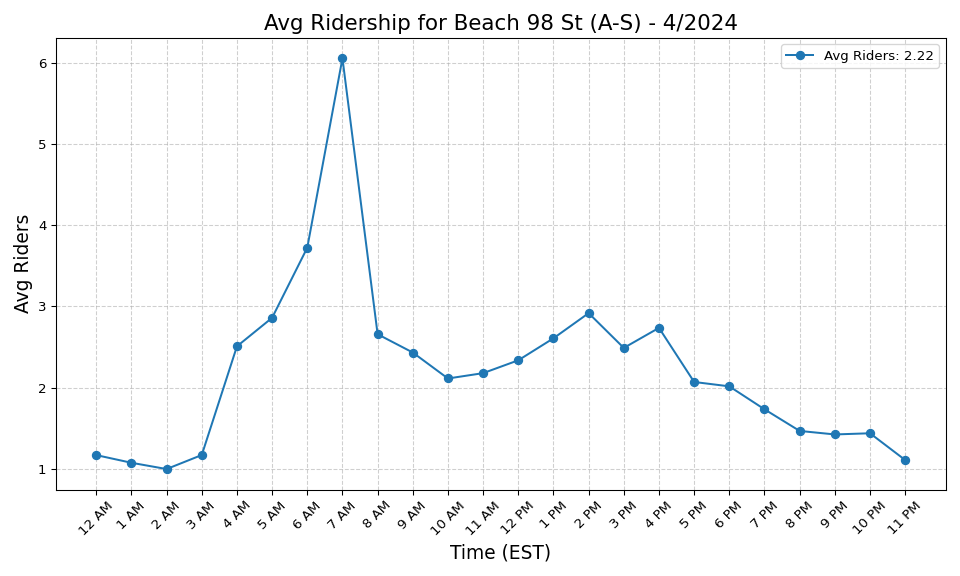 Avg Ridership for Beach 98 St (A-S) - 4/2024
Avg Riders: 2.22
Avg Riders
6
5
4
3
2
1
12 AM
1 AM
2 AM
3 AM
4 AM
5 AM
6 AM
7 AM
8 AM
9 AM
10 AM
11 AM
12 PM
1 PM
2 PM
3 PM
4 PM
5 PM
6 PM
7 PM
8 PM
9 PM
10 PM
11 PM
Time (EST)